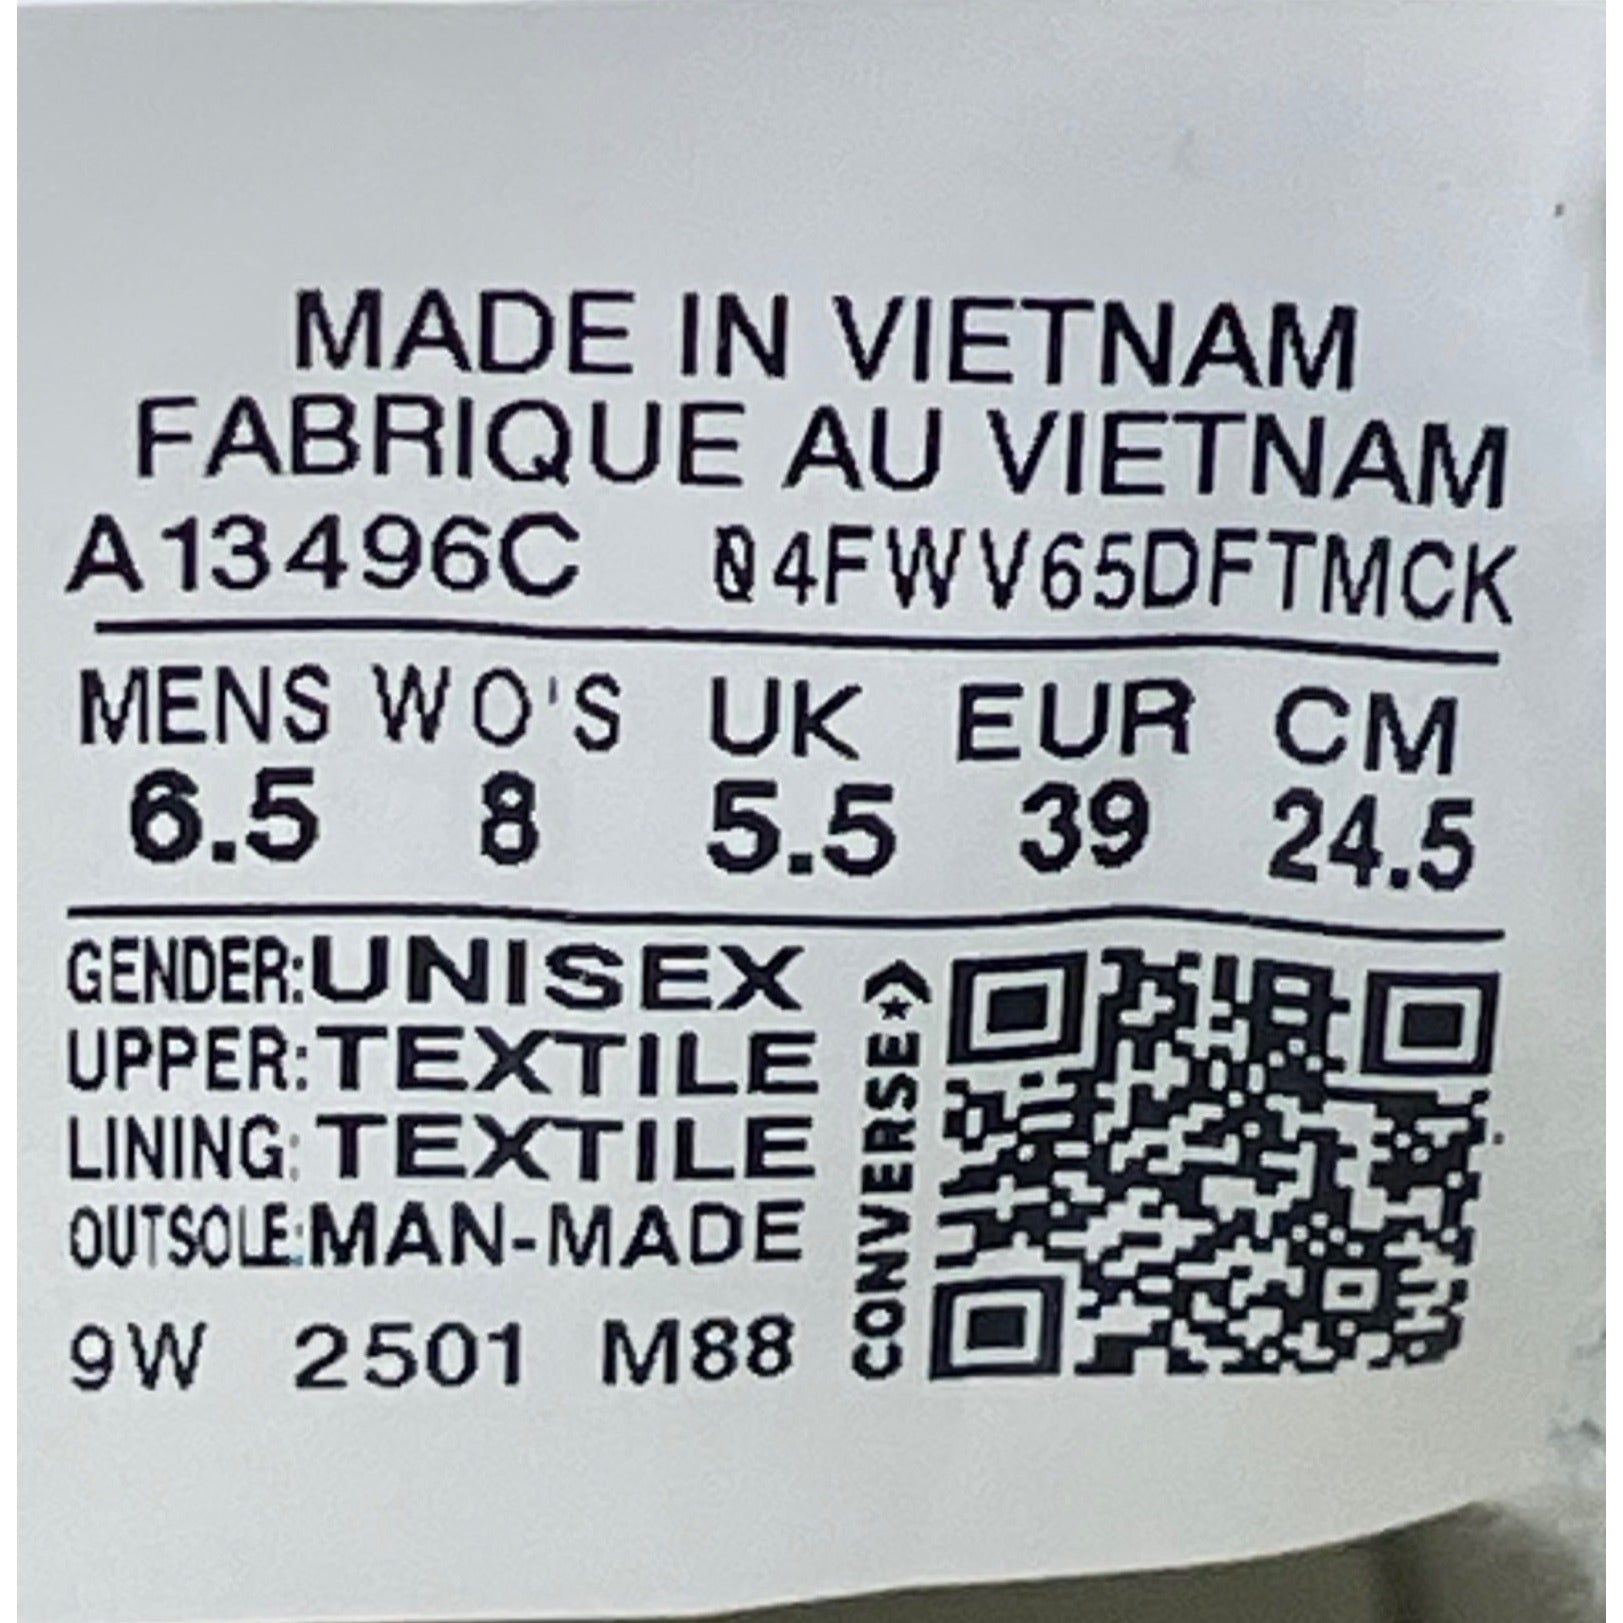 MADE IN VIETNAM
FABRIQUE AU VIETNAM
A13496C 04FWV65DFTMCK
MENS WO'S UK EUR CM
6.5 8 5.5 39 24.5
GENDER:UNISEX
UPPER:TEXTILE
LINING:TEXTILE
OUTSOLE:MAN-MADE
9W 2501 M88
CONVERSE